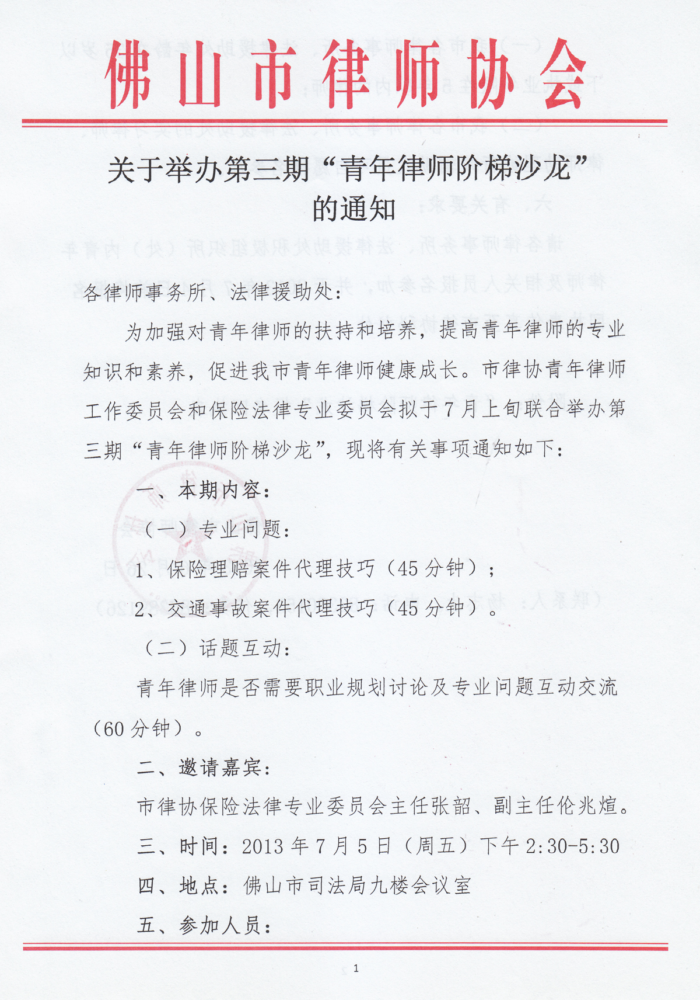 佛山市律师协会
关于举办第三期“青年律师阶梯沙龙”
的通知
各律师事务所、法律援助处：
为加强对青年律师的扶持和培养，提高青年律师的专业
知识和素养，促进我市青年律师健康成长。市律协青年律师
工作委员会和保险法律专业委员会拟于7月上旬联合举办第
三期“青年律师阶梯沙龙”，现将有关事项通知如下：
一、本期内容：
（一）专业问题：
1、保险理赔案件代理技巧（45分钟）；
2、交通事故案件代理技巧（45分钟）。
（二）话题互动：
青年律师是否需要职业规划讨论及专业问题互动交流
（60分钟）。
二、邀请嘉宾：
市律协保险法律专业委员会主任张韶、副主任伦兆煊。
三、时间：2013年7月5日（周五）下午2:30-5:30
四、地点：佛山市司法局九楼会议室
五、参加人员：
1